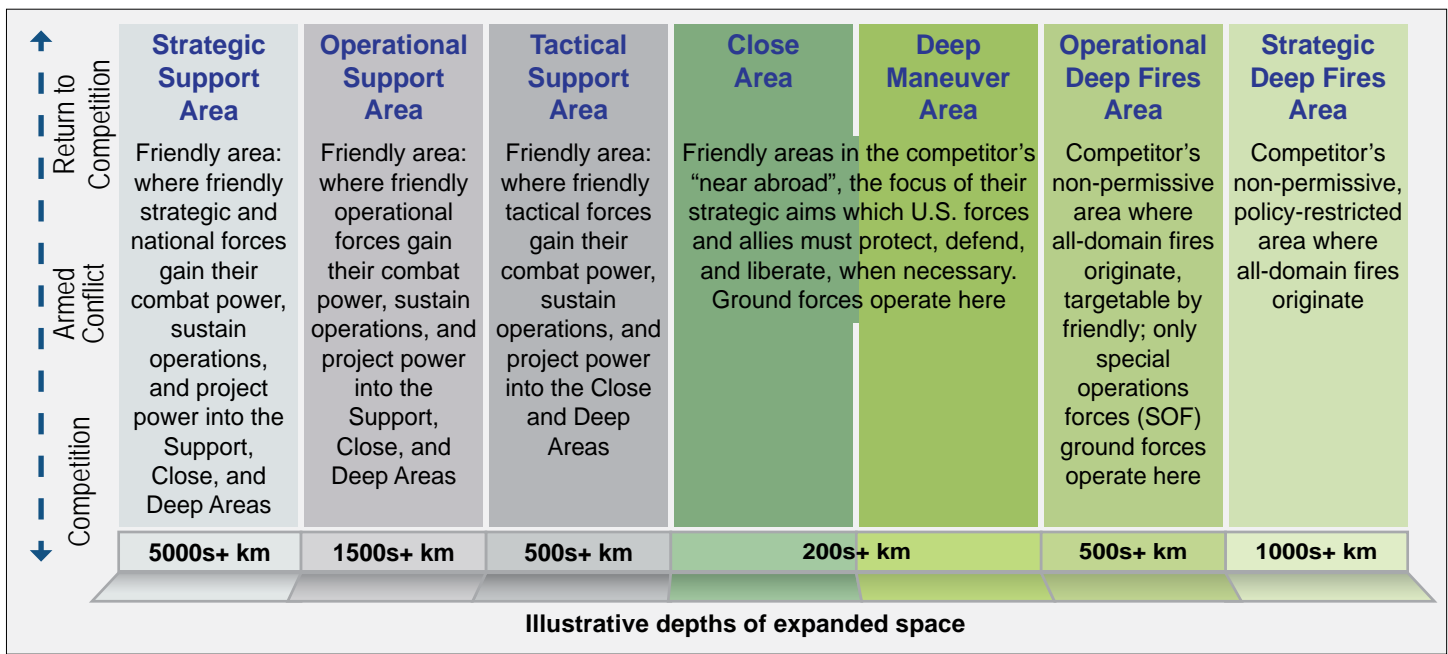 Return to
Competition
Armed
Conflict
Competition
Strategic
Support
Area
Friendly area:
where friendly
strategic and
national forces
gain their
combat power,
sustain
operations,
and project
power into the
Support,
Close, and
Deep Areas
Operational
Support
Area
Friendly area:
where friendly
operational
forces gain
their combat
power, sustain
operations, and
project power
into the
Support,
Close, and
Deep Areas
Tactical
Support
Area
Friendly area:
where friendly
tactical forces
gain their
combat power,
sustain
operations, and
project power
into the Close
and Deep
Areas
Close
Area
Deep
Maneuver
Area
Friendly areas in the competitor’s
“near abroad”, the focus of their
strategic aims which U.S. forces
and allies must protect, defend,
and liberate, when necessary.
Ground forces operate here
Operational
Deep Fires
Area
Competitor’s
non-permissive
area where
all-domain fires
originate,
targetable by
friendly; only
special
operations
forces (SOF)
ground forces
operate here
Strategic
Deep Fires
Area
Competitor’s
non-permissive,
policy-restricted
area where
all-domain fires
originate
5000s+ km
1500s+ km
500s+ km
200s+ km
500s+ km
1000s+ km
Illustrative depths of expanded space